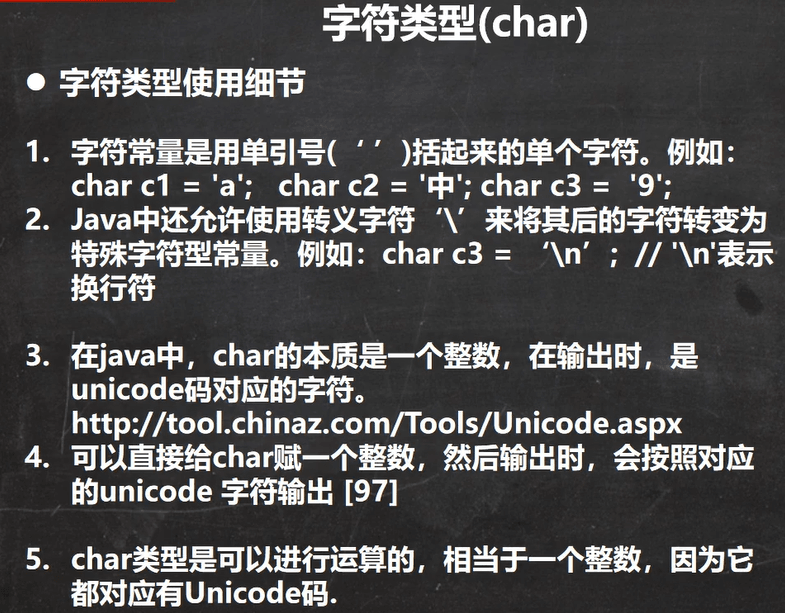 字符类型(char)
● 字符类型使用细节
1. 字符常量是用单引号(‘ ’)括起来的单个字符。例如：
char c1 = 'a'; char c2 = '中'; char c3 = '9';
2. Java中还允许使用转义字符‘\’来将其后的字符转变为
特殊字符型常量。例如：char c3 = ‘\n’; // '\n'表示
换行符
3. 在java中，char的本质是一个整数，在输出时，是
unicode码对应的字符。
http://tool.chinaz.com/Tools/Unicode.aspx
4. 可以直接给char赋一个整数，然后输出时，会按照对应
的unicode 字符输出 [97]
5. char类型是可以进行运算的，相当于一个整数，因为它
都对应有Unicode码.